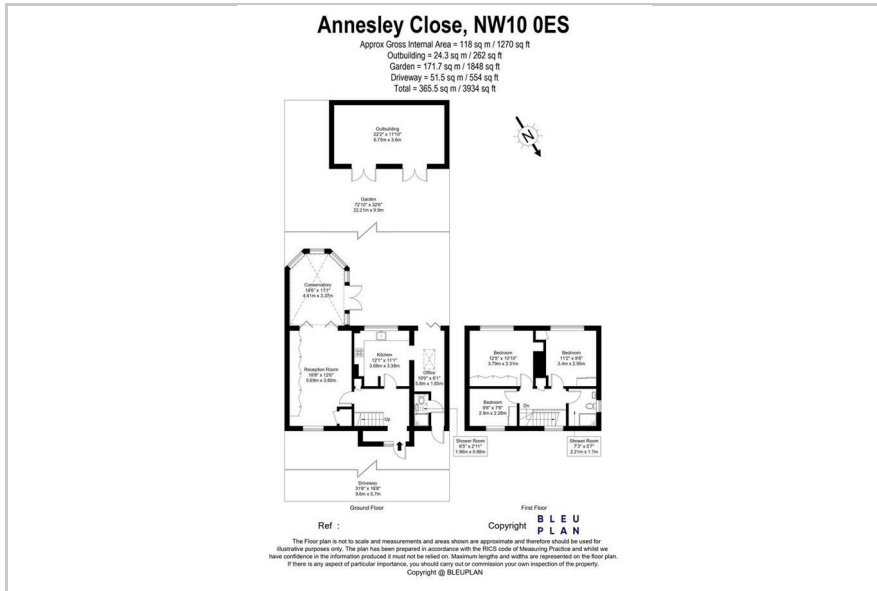 Annesley Close, NW10 0ES
Approx Gross Internal Area = 118 sq m / 1270 sq ft
Outbuilding = 24.3 sq m / 262 sq ft
Garden = 171.7 sq m / 1848 sq ft
Driveway = 51.5 sq m / 554 sq ft
Total = 365.5 sq m / 3934 sq ft
Outbuilding
22'2" x 11'10"
6.75m x 3.6m
N
Garden
72'10" x 32'6"
22.21m x 9.9m
Conservatory
14'6" x 11'1"
4.41m x 3.37m
Kitchen
12'1" x 11'1"
3.68m x 3.38m
Reception Room
18'8" x 12'6"
5.69m x 3.80m
Office
x 6'1"
5.8m x 1.85m
Up
Bedroom
12'5" x 10'10"
3.79m x 3.31m
Bedroom
11'2" x 9'8"
3.4m x 2.95m
Bedroom
9'6" x 7'6"
2.9m x 2.28m
Dn
Shower Room
6'5" x 2'11"
1.96m x 0.88m
Shower Room
7'3" x 5'7"
2.21m x 1.7m
Driveway
31'6" x 18'8"
9.6m x 5.7m
Ground Floor
First Floor
Ref :
Copyright
BLEU
PLAN
The Floor plan is not to scale and measurements and areas shown are approximate and therefore should be used for
illustrative purposes only. The plan has been prepared in accordance with the RICS code of Measuring Practice and whilst we
have confidence in the information produced it must not be relied on. Maximum lengths and widths are represented on the floor plan.
If there is any aspect of particular importance, you should carry out or commission your own inspection of the property.
Copyright @ BLEUPLAN